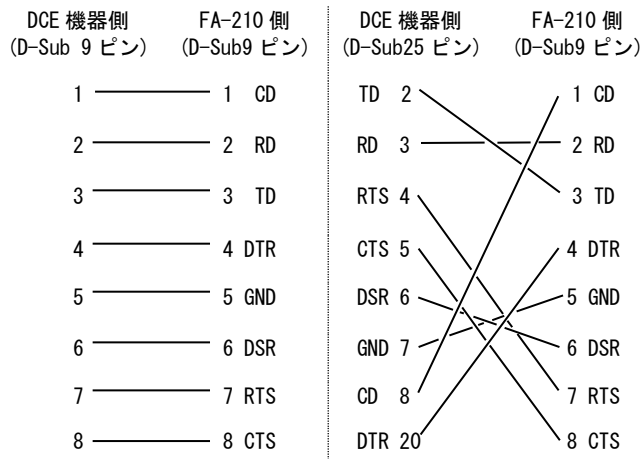 DCE 機器側 FA-210 側 DCE 機器側 FA-210 側
(D-Sub 9 ピン) (D-Sub9 ピン) (D-Sub25 ピン) (D-Sub9 ピン)
1 1 CD TD 2 1 CD
2 2 RD RD 3 2 RD
3 3 TD RTS 4 3 TD
4 4 DTR CTS 5 4 DTR
5 5 GND DSR 6 5 GND
6 6 DSR GND 7 6 DSR
7 7 RTS CD 8 7 RTS
8 8 CTS DTR 20 8 CTS